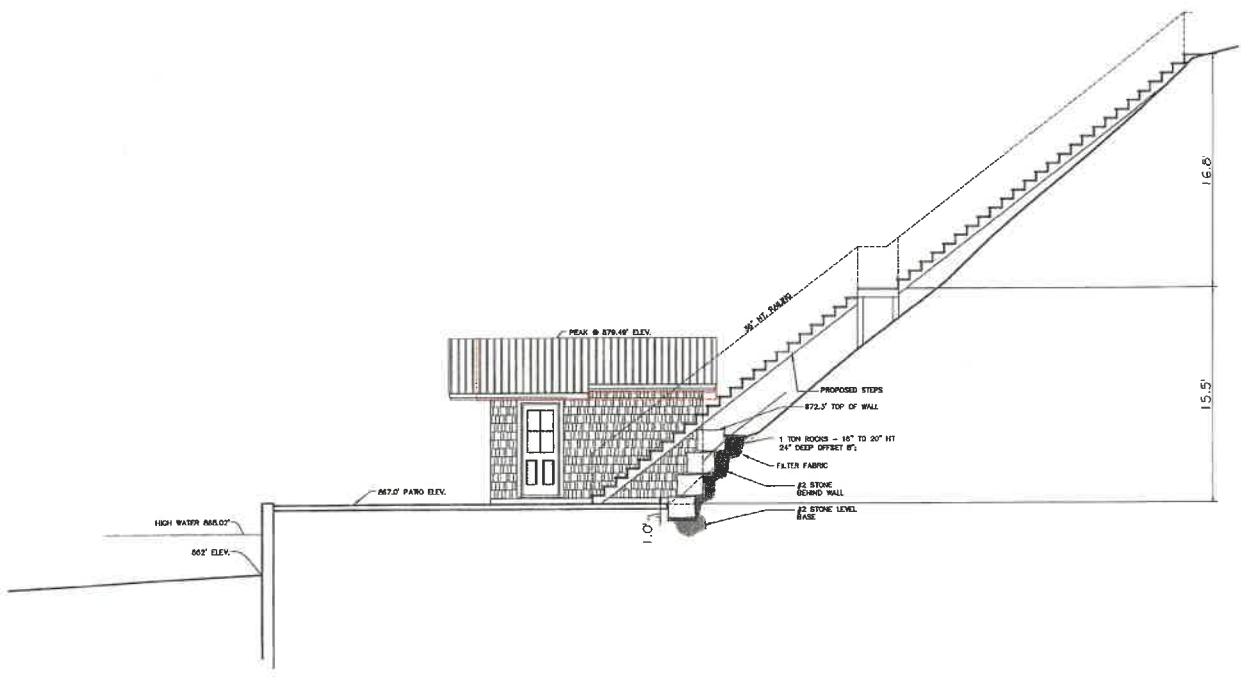 16.8'
36" HT. RAILING
PEAK @ 879.49' ELEV.
PROPOSED STEPS
872.3' TOP OF WALL
15.5'
1 TON ROCKS - 16" TO 20" HT
24" DEEP OFFSET 6";
FILTER FABRIC
#2 STONE
BEHIND WALL
867.0' PATIO ELEV.
#2 STONE LEVEL
BASE
HIGH WATER
1.0'
862' ELEV.